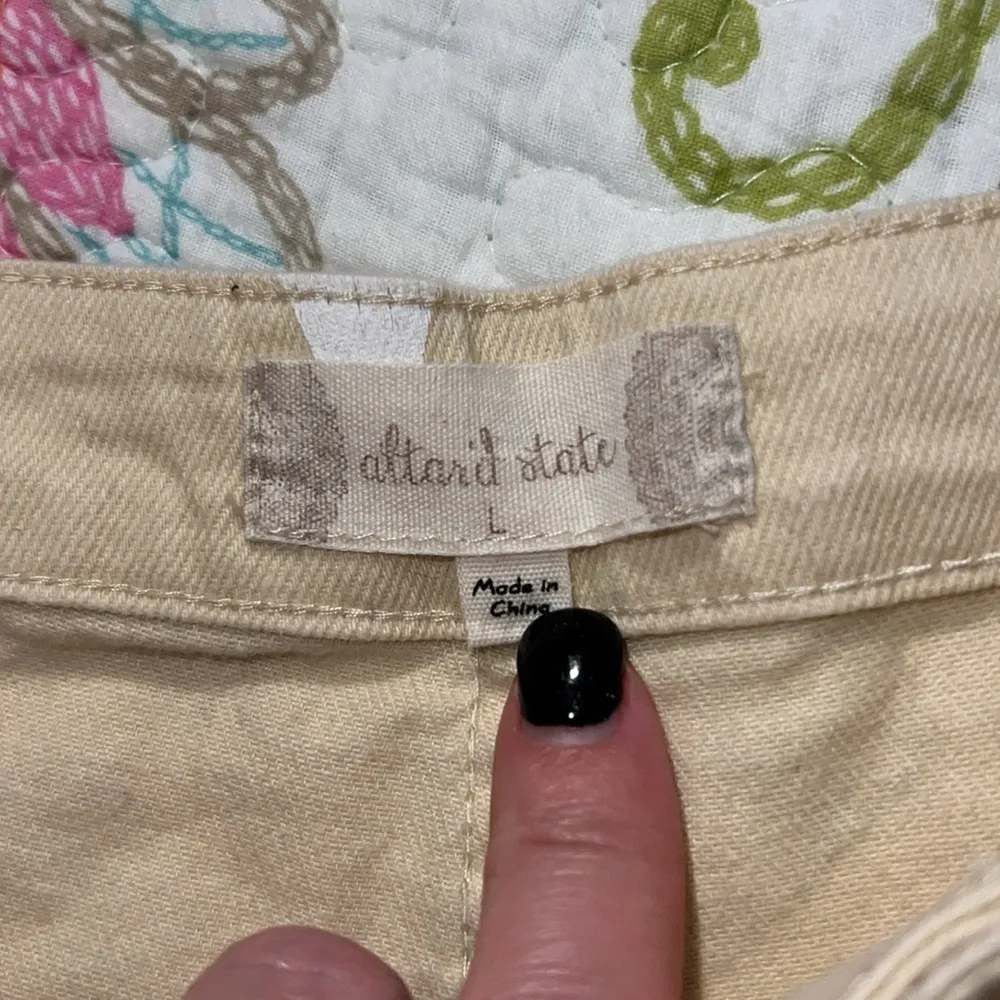 altar'd state
L
Made in
China